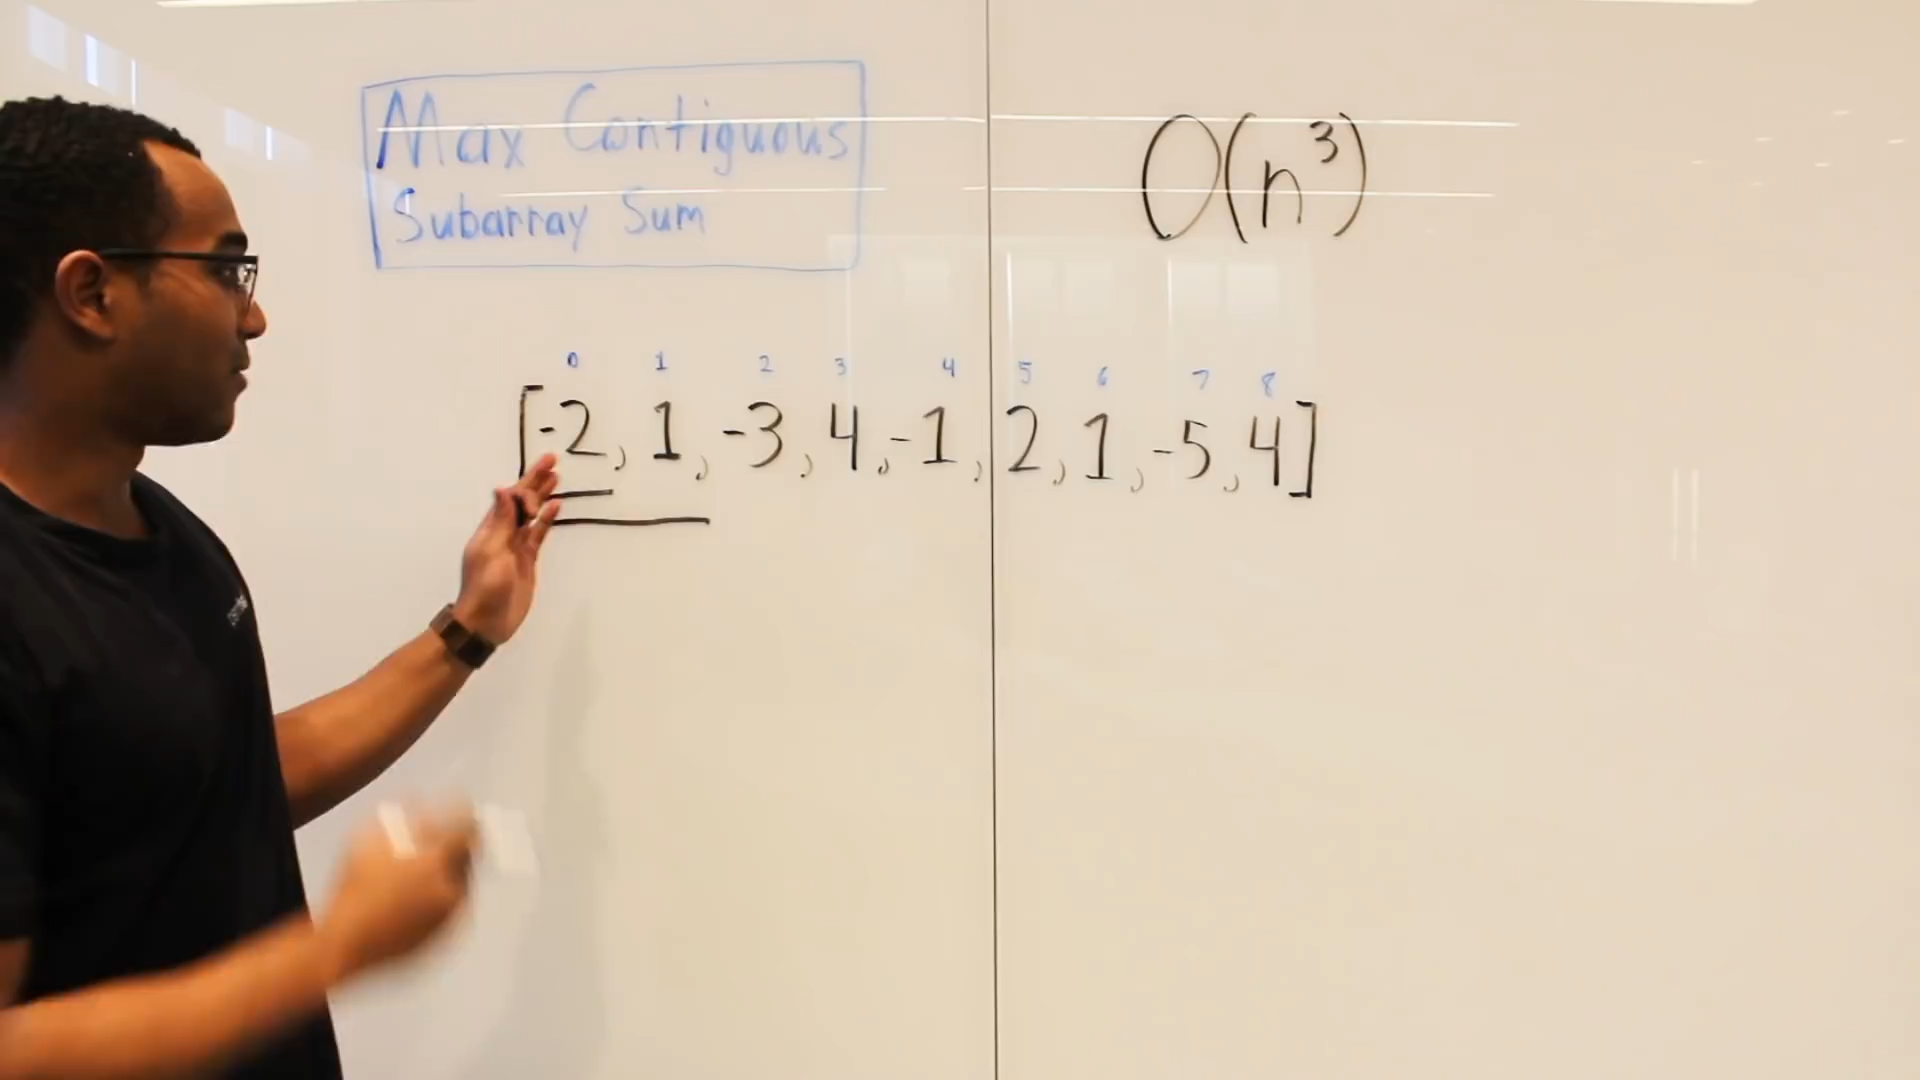 Max Contiguous
Subarray Sum
O(n³)
0 1 2 3 4 5 6 7 8
[-2, 1, -3, 4, -1, 2, 1, -5, 4]